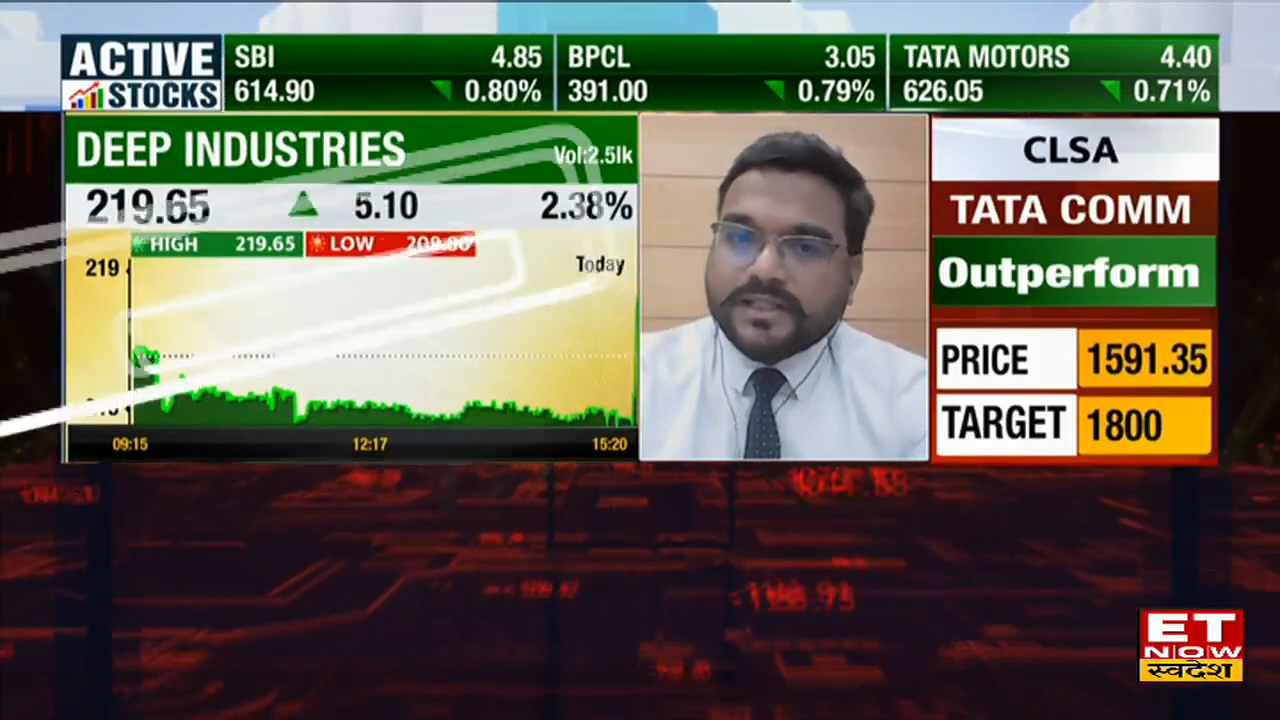 ACTIVE
STOCKS
SBI 4.85
614.90 0.80%
BPCL 3.05
391.00 0.79%
TATA MOTORS 4.40
626.05 0.71%
DEEP INDUSTRIES Vol:2.5lk
219.65 5.10 2.38%
HIGH 219.65 LOW
Today
219
09:15 12:17 15:20
CLSA
TATA COMM
Outperform
PRICE 1591.35
TARGET 1800
ET
NOW
स्वदेश